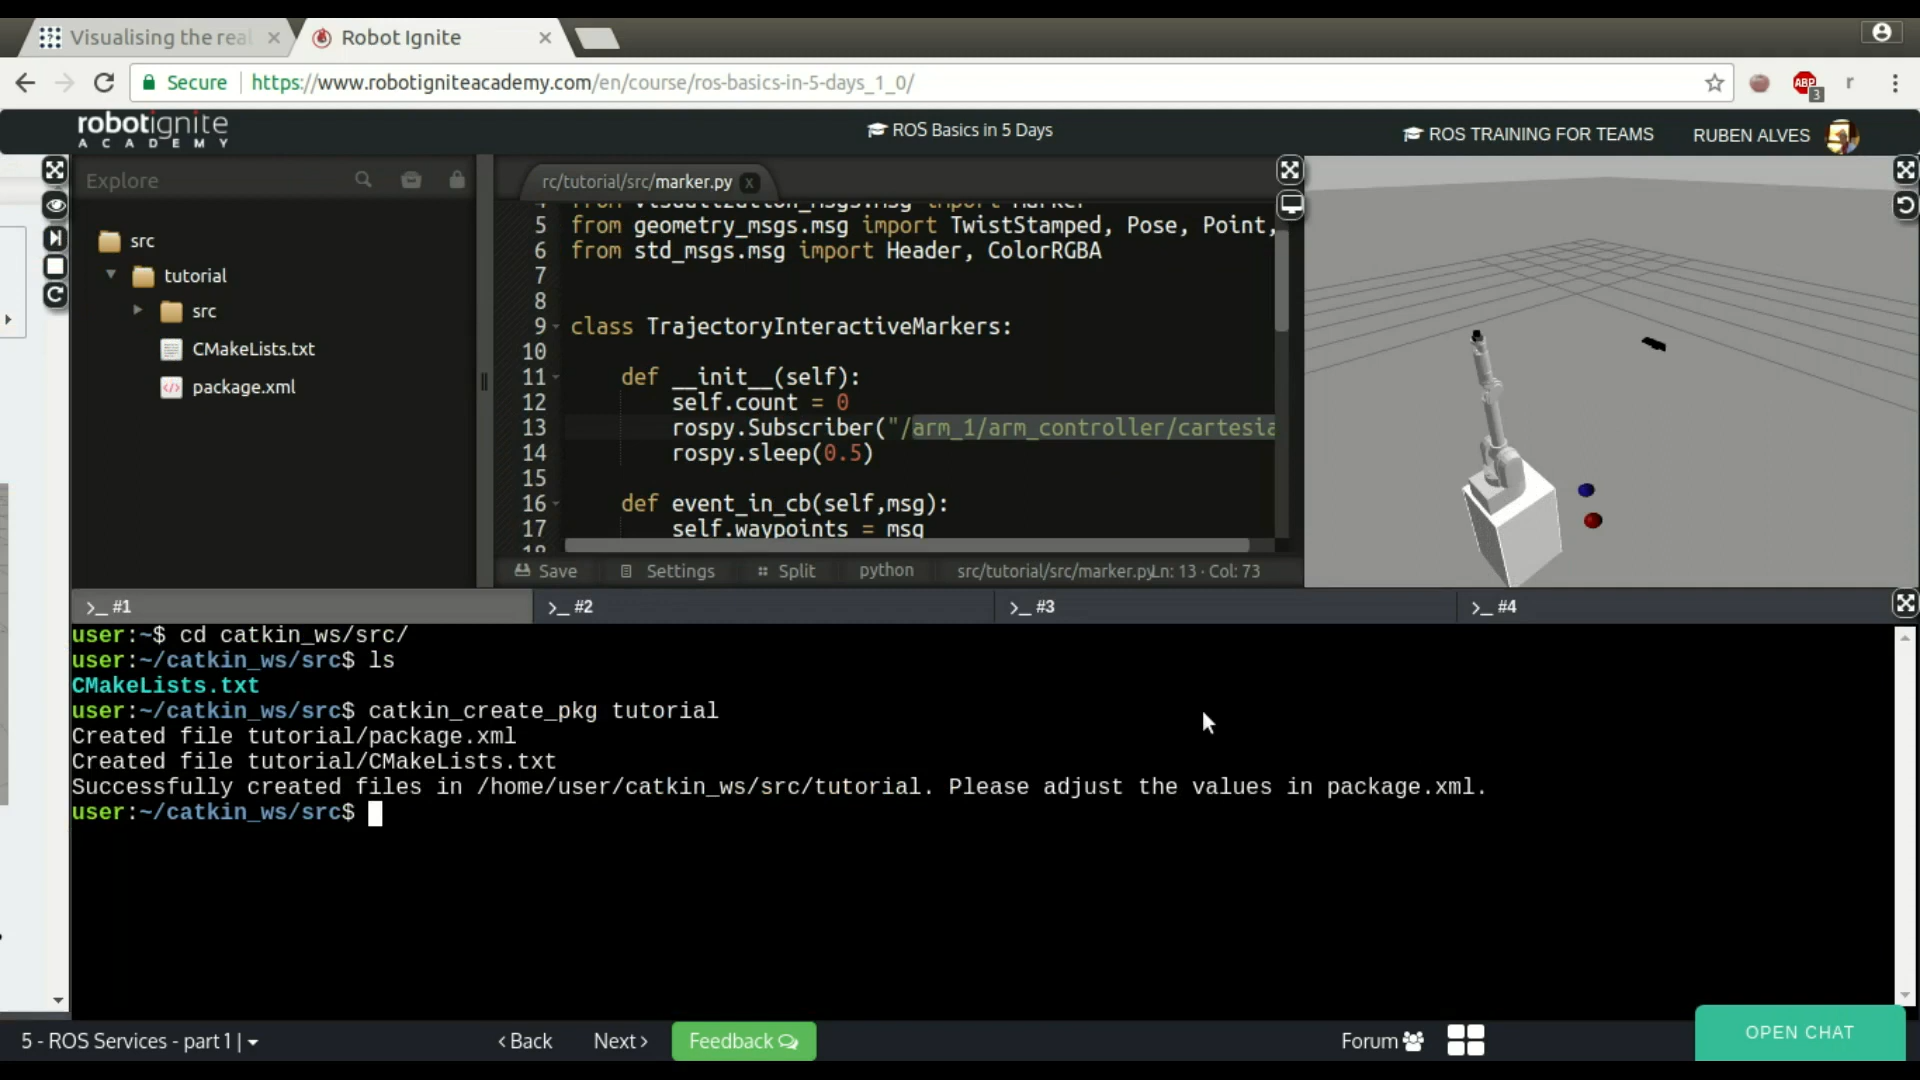 Visualising the rea
Robot Ignite
Secure
https://www.robotigniteacademy.com/en/course/ros-basics-in-5-days_1_0/
ABP
3
r
robotignite
ACADEMY
ROS Basics in 5 Days
ROS TRAINING FOR TEAMS
RUBEN ALVES
Explore
src
tutorial
src
CMakeLists.txt
package.xml
rc/tutorial/src/marker.py x
5 from geometry_msgs.msg import TwistStamped, Pose, Point,
6 from std_msgs.msg import Header, ColorRGBA
7
8
9 class TrajectoryInteractiveMarkers:
10
11 def __init__(self):
12 self.count = 0
13 rospy.Subscriber("/arm_1/arm_controller/cartesia
14 rospy.sleep(0.5)
15
16 def event_in_cb(self,msg):
17 self.waypoints = msg
18
Save Settings Split python src/tutorial/src/marker.py Ln: 13 · Col: 73
>_ #1 >_ #2 >_ #3 >_ #4
user:~$ cd catkin_ws/src/
user:~/catkin_ws/src$ ls
CMakeLists.txt
user:~/catkin_ws/src$ catkin_create_pkg tutorial
Created file tutorial/package.xml
Created file tutorial/CMakeLists.txt
Successfully created files in /home/user/catkin_ws/src/tutorial. Please adjust the values in package.xml.
user:~/catkin_ws/src$
5 - ROS Services - part 1 |
‹ Back
Next ›
Feedback
Forum
OPEN CHAT